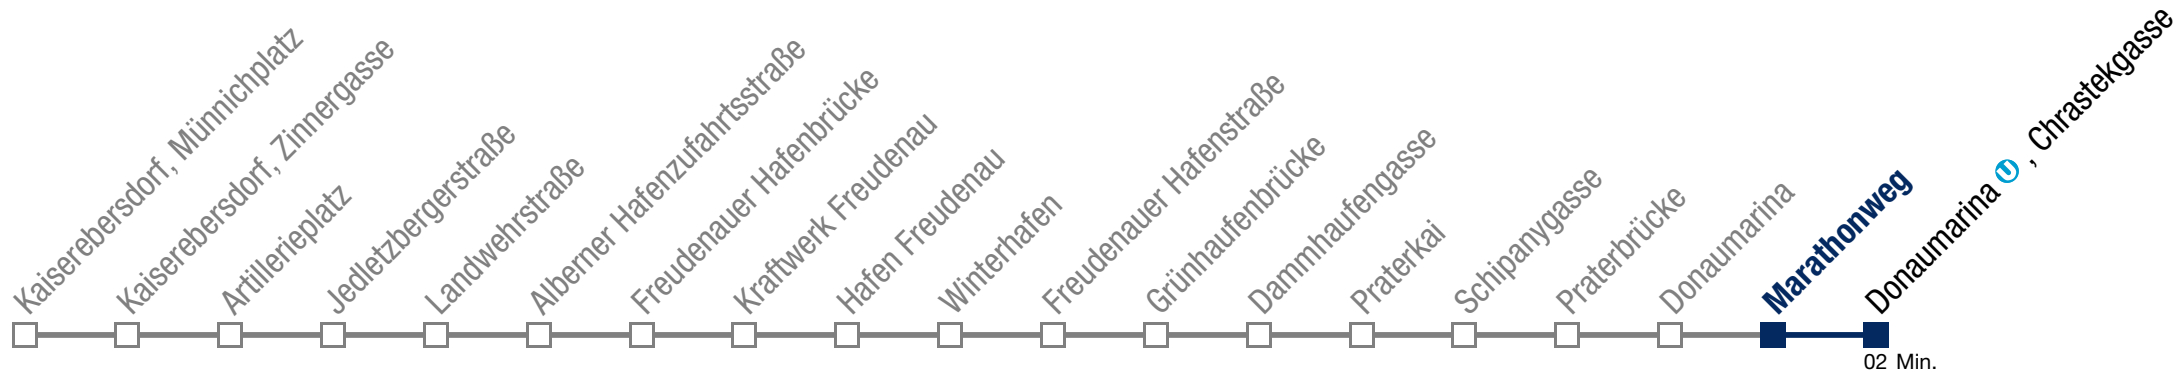 Kaiserebersdorf, Münnichplatz
Kaiserebersdorf, Zinnergasse
Artillerieplatz
Jedletzbergerstraße
Landwehrstraße
Alberner Hafenzufahrtsstraße
Freudenauer Hafenbrücke
Kraftwerk Freudenau
Hafen Freudenau
Winterhafen
Freudenauer Hafenstraße
Grünhaufenbrücke
Dammhaufengasse
Praterkai
Schipanygasse
Praterbrücke
Donaumarina
Marathonweg
Donaumarina U , Chrastekgasse
02 Min.